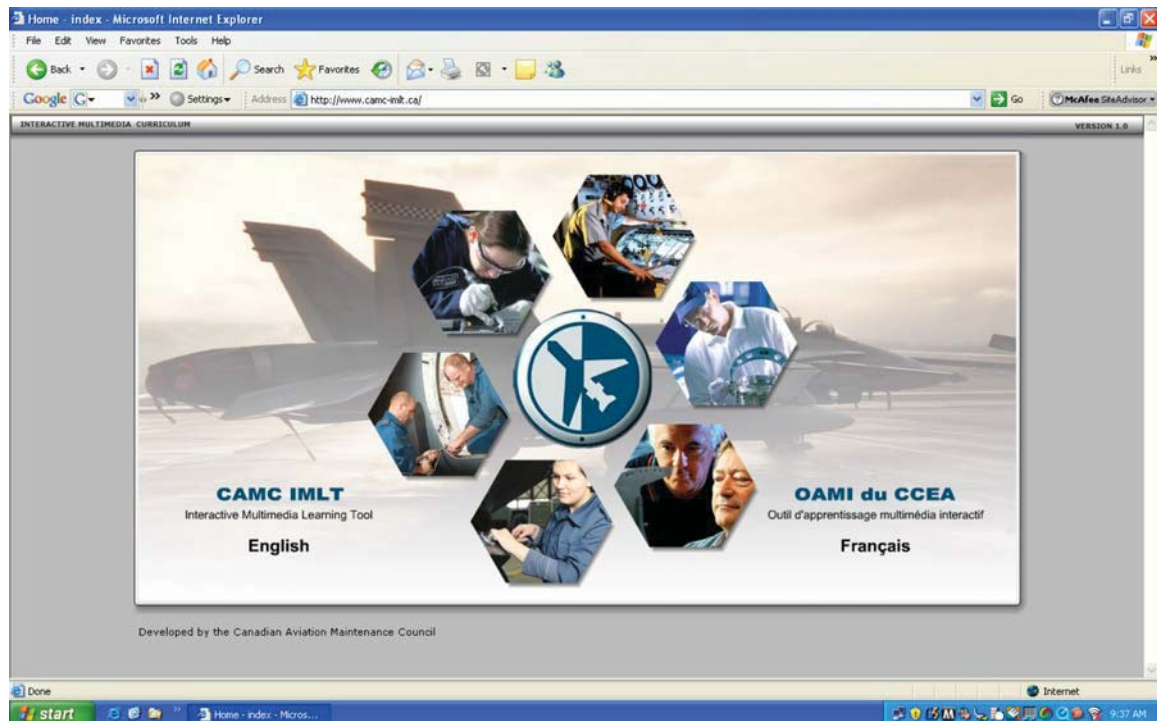 Home - index - Microsoft Internet Explorer
File Edit View Favorites Tools Help
Back Search Favorites Links
Google G Settings Address http://www.camc-imlt.ca/ Go McAfee SiteAdvisor
INTERACTIVE MULTIMEDIA CURRICULUM VERSION 1.0
CAMC IMLT
Interactive Multimedia Learning Tool
English
OAMI du CCEA
Outil d'apprentissage multimédia interactif
Français
Developed by the Canadian Aviation Maintenance Council
Done Internet
start Home - index - Micros... 9:37 AM